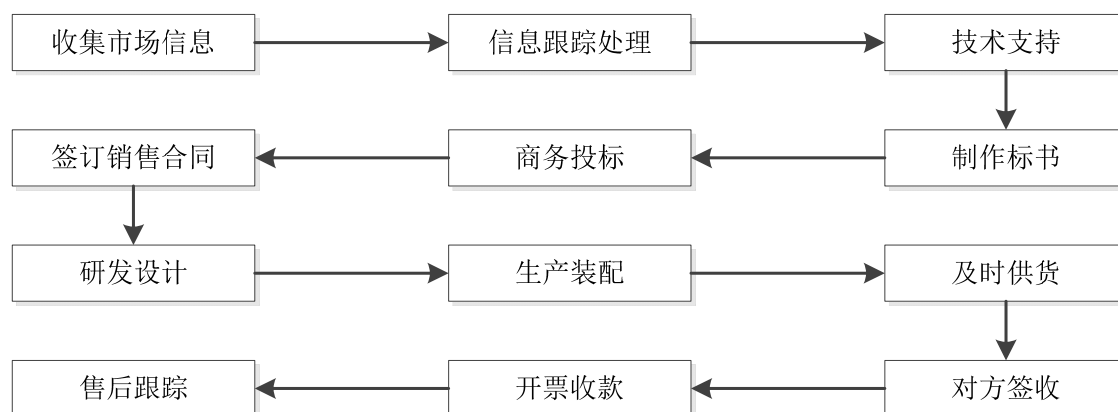 收集市场信息
信息跟踪处理
技术支持
制作标书
商务投标
签订销售合同
研发设计
生产装配
及时供货
对方签收
开票收款
售后跟踪